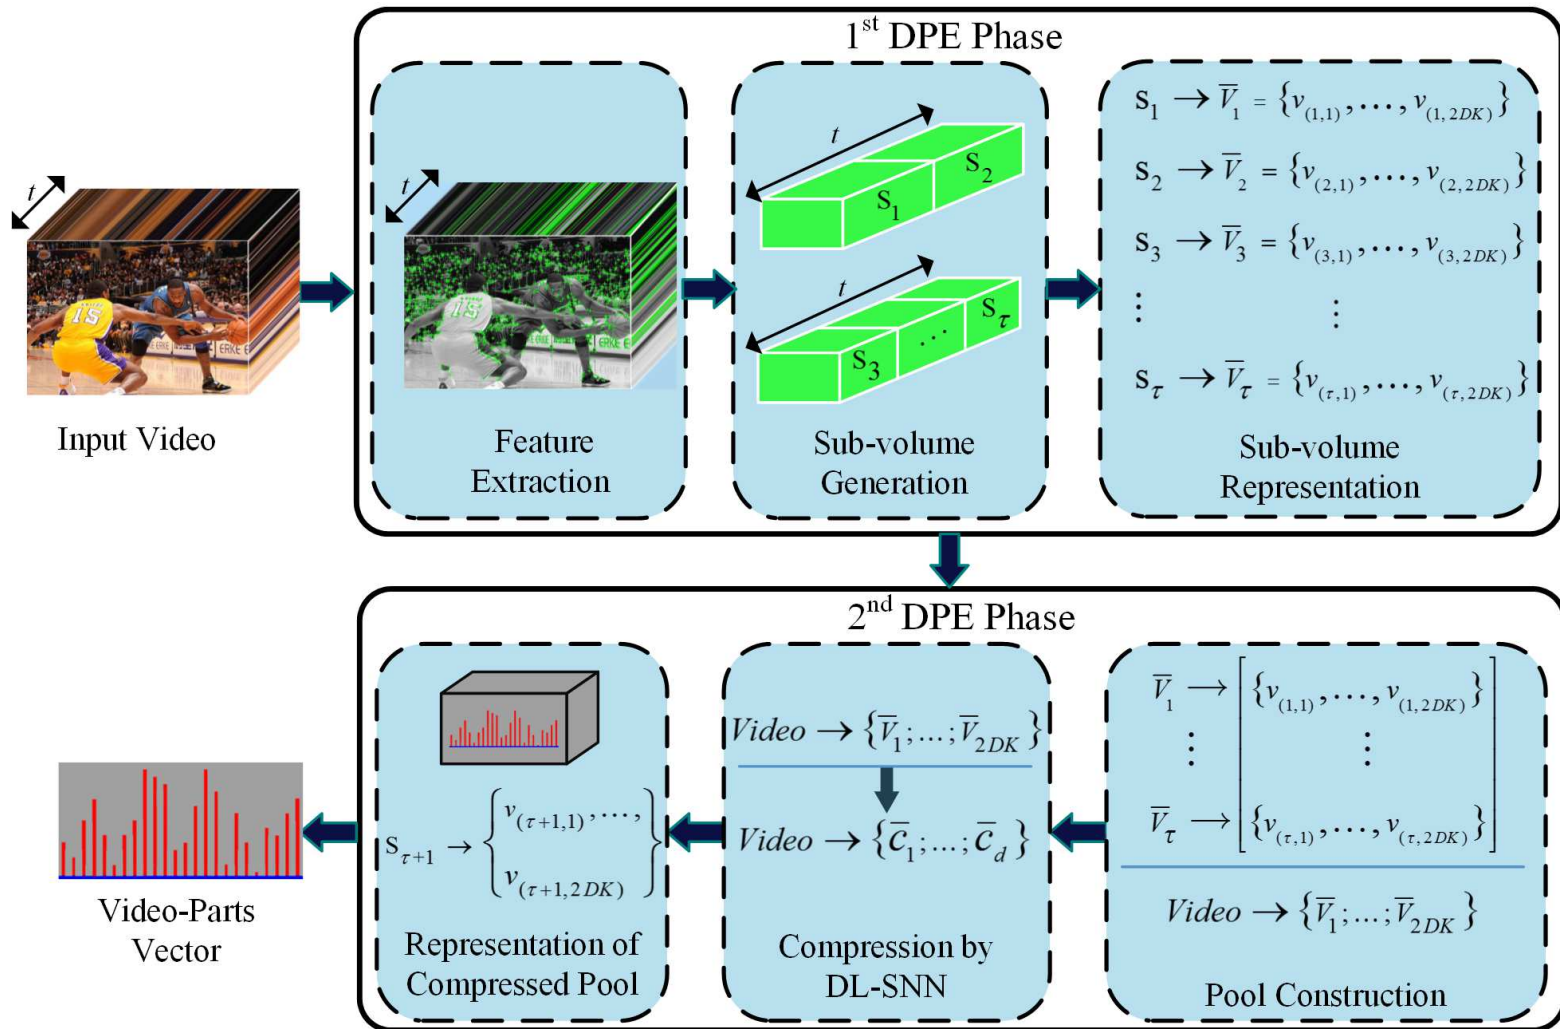 1st DPE Phase
t
Input Video
t
15
ERKE ERKE
Feature
Extraction
t
S1
S2
t
S3
...
Sτ
Sub-volume
Generation
S1 → V̅1 = {v(1,1), ..., v(1,2DK)}
S2 → V̅2 = {v(2,1), ..., v(2,2DK)}
S3 → V̅3 = {v(3,1), ..., v(3,2DK)}
⋮ ⋮
Sτ → V̅τ = {v(τ,1), ..., v(τ,2DK)}
Sub-volume
Representation
2nd DPE Phase
V̅1 → [{v(1,1), ..., v(1,2DK)}
⋮ ⋮
V̅τ → {v(τ,1), ..., v(τ,2DK)}]
Video → {V̅1;...;V̅2DK}
Pool Construction
Video → {V̅1;...;V̅2DK}
Video → {c̅1;...;c̅d}
Compression by
DL-SNN
Sτ+1 → {v(τ+1,1), ...,
v(τ+1,2DK)}
Representation of
Compressed Pool
Video-Parts
Vector